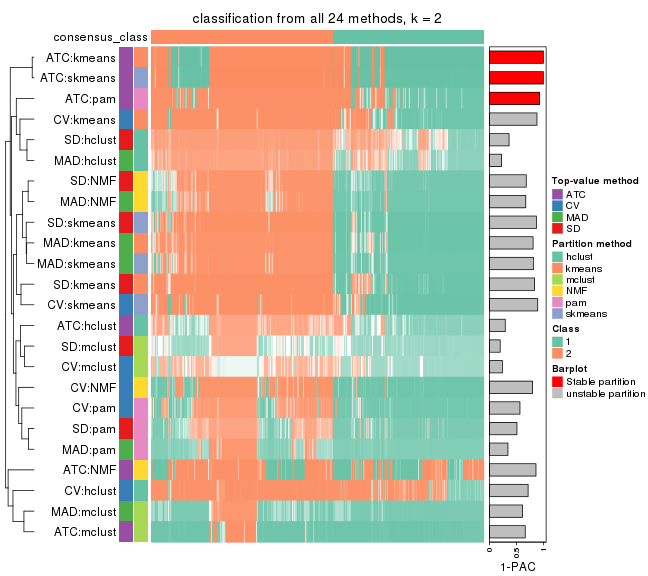 classification from all 24 methods, k = 2
consensus_class
ATC:kmeans
ATC:skmeans
ATC:pam
CV:kmeans
SD:hclust
MAD:hclust
SD:NMF
MAD:NMF
SD:skmeans
MAD:kmeans
MAD:skmeans
SD:kmeans
CV:skmeans
ATC:hclust
SD:mclust
CV:mclust
CV:NMF
CV:pam
SD:pam
MAD:pam
ATC:NMF
CV:hclust
MAD:mclust
ATC:mclust
0
0.5
1
1-PAC
Top-value method
ATC
CV
MAD
SD
Partition method
hclust
kmeans
mclust
NMF
pam
skmeans
Class
1
2
Barplot
Stable partition
unstable partition